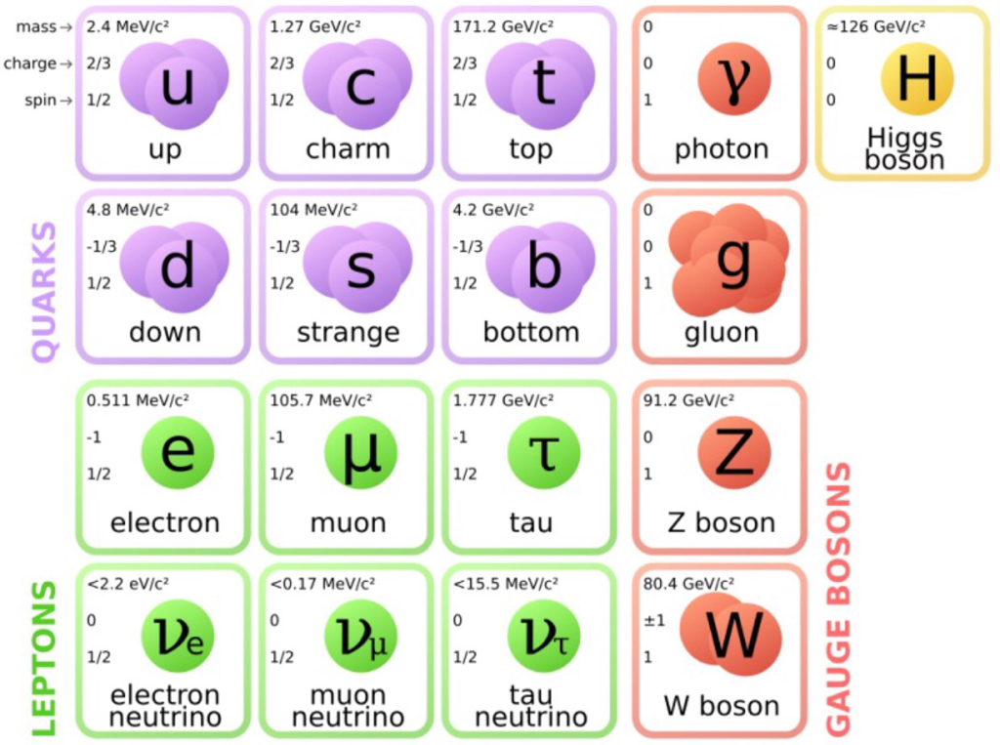 mass→
charge→
spin→
2.4 MeV/c²
2/3
1/2
u
up
1.27 GeV/c²
2/3
1/2
c
charm
171.2 GeV/c²
2/3
1/2
t
top
0
0
1
γ
photon
≈126 GeV/c²
0
0
H
Higgs
boson
QUARKS
4.8 MeV/c²
-1/3
1/2
d
down
104 MeV/c²
-1/3
1/2
s
strange
4.2 GeV/c²
-1/3
1/2
b
bottom
0
0
1
g
gluon
LEPTONS
0.511 MeV/c²
-1
1/2
e
electron
105.7 MeV/c²
-1
1/2
μ
muon
1.777 GeV/c²
-1
1/2
τ
tau
91.2 GeV/c²
0
1
Z
Z boson
<2.2 eV/c²
0
1/2
νe
electron
neutrino
<0.17 MeV/c²
0
1/2
νμ
muon
neutrino
<15.5 MeV/c²
0
1/2
ντ
tau
neutrino
80.4 GeV/c²
±1
1
W
W boson
GAUGE BOSONS